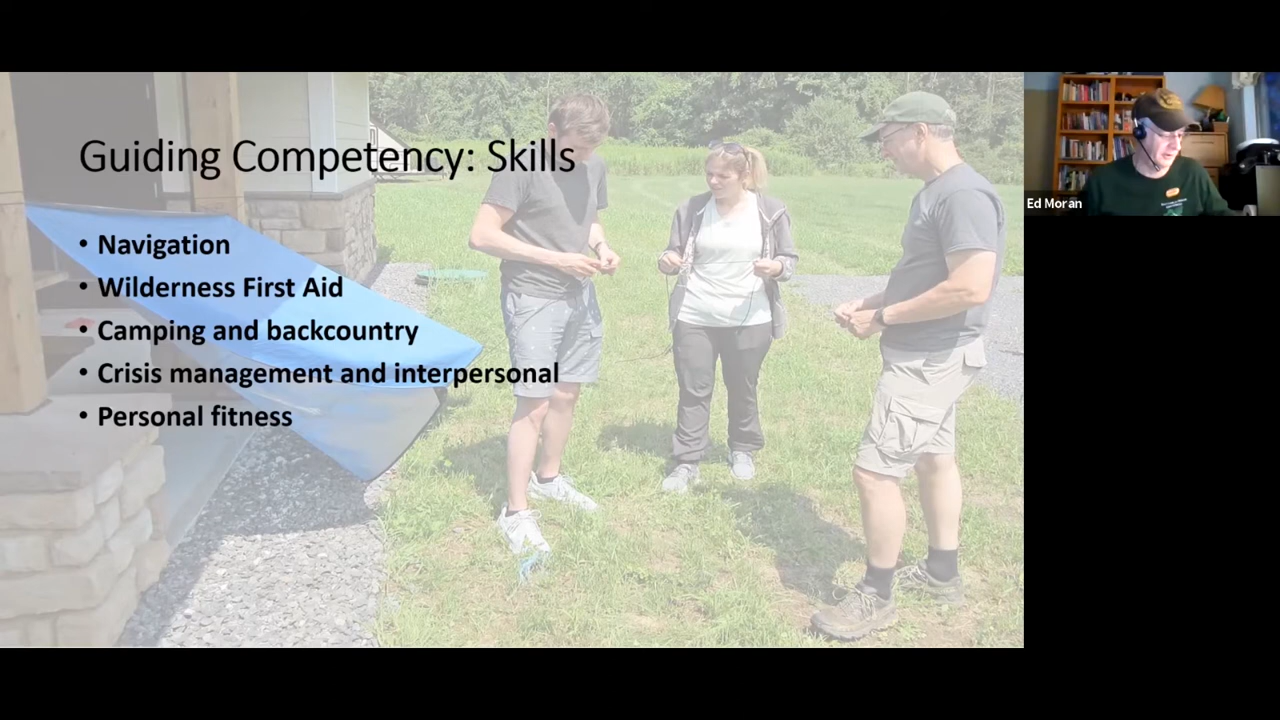 Guiding Competency: Skills
• Navigation
• Wilderness First Aid
• Camping and backcountry
• Crisis management and interpersonal
• Personal fitness
Ed Moran